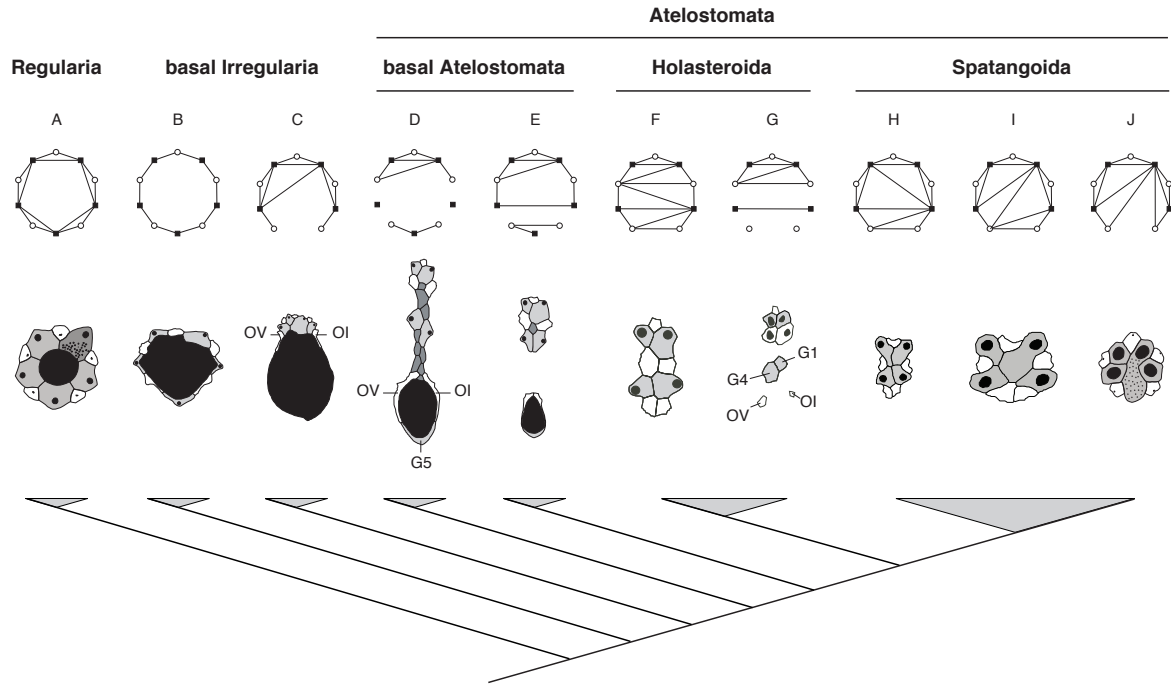 Atelostomata
Regularia basal Irregularia basal Atelostomata Holasteroida Spatangoida
A B C D E F G H I J
OV OI
G1
G4
OV OI
OV OI
G5